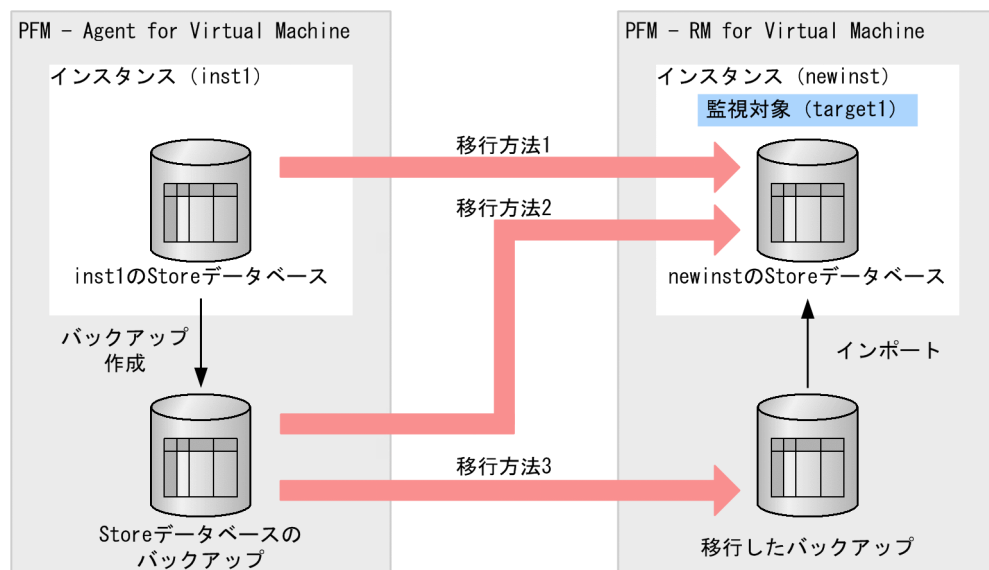 PFM - Agent for Virtual Machine
インスタンス (inst1)
inst1のStoreデータベース
バックアップ
作成
Storeデータベースの
バックアップ
移行方法1
移行方法2
移行方法3
PFM - RM for Virtual Machine
インスタンス (newinst)
監視対象 (target1)
newinstのStoreデータベース
インポート
移行したバックアップ